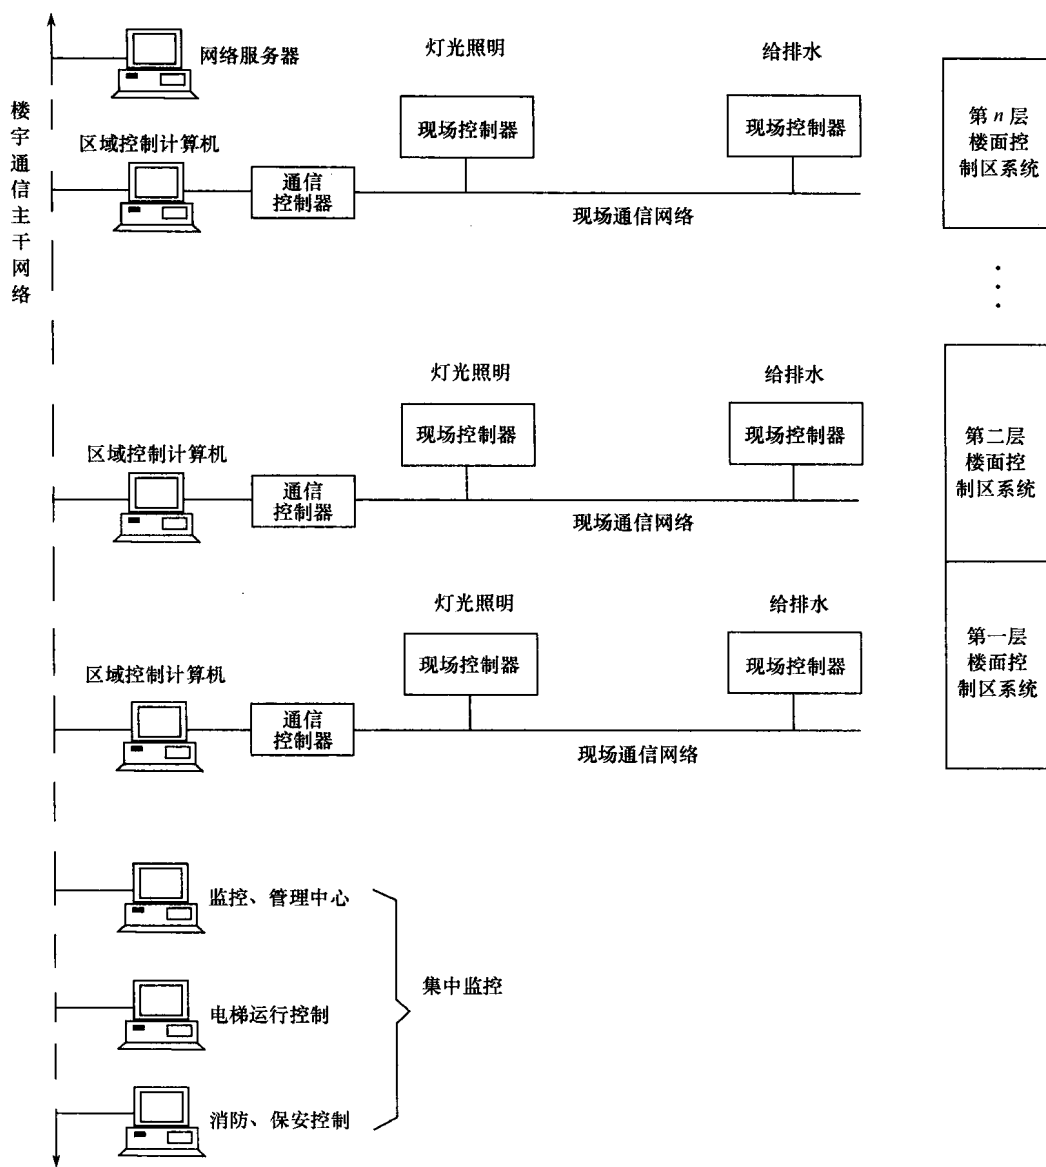 楼宇通信主干网络
网络服务器
灯光照明
给排水
区域控制计算机
现场控制器
现场控制器
通信
控制器
现场通信网络
第 n 层
楼面控
制区系统
灯光照明
给排水
区域控制计算机
现场控制器
现场控制器
通信
控制器
现场通信网络
第二层
楼面控
制区系统
灯光照明
给排水
区域控制计算机
现场控制器
现场控制器
通信
控制器
现场通信网络
第一层
楼面控
制区系统
监控、管理中心
电梯运行控制
消防、保安控制
集中监控